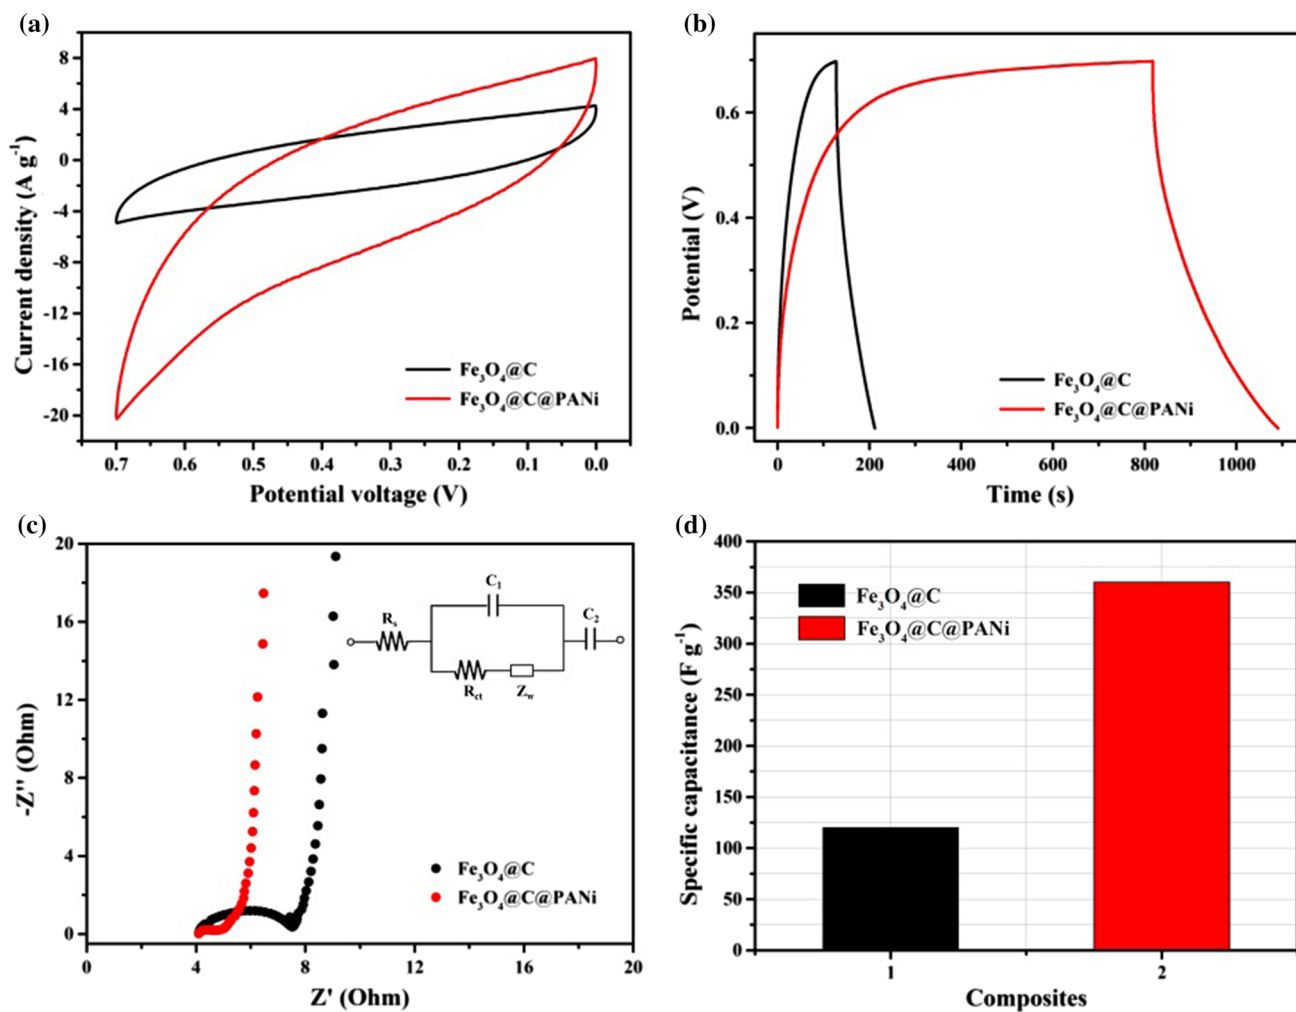 (a)
8
4
0
-4
-8
-12
-16
-20
Current density (A g⁻¹)
Fe₃O₄@C
Fe₃O₄@C@PANi
0.7 0.6 0.5 0.4 0.3 0.2 0.1 0.0
Potential voltage (V)
(b)
0.6
0.4
0.2
0.0
Potential (V)
Fe₃O₄@C
Fe₃O₄@C@PANi
0 200 400 600 800 1000
Time (s)
(c)
20
16
12
8
4
0
-Z'' (Ohm)
C₁
Rₛ
C₂
R_ct
Z_w
Fe₃O₄@C
Fe₃O₄@C@PANi
0 4 8 12 16 20
Z' (Ohm)
(d)
400
350
300
250
200
150
100
50
0
Specific capacitance (F g⁻¹)
Fe₃O₄@C
Fe₃O₄@C@PANi
1 2
Composites